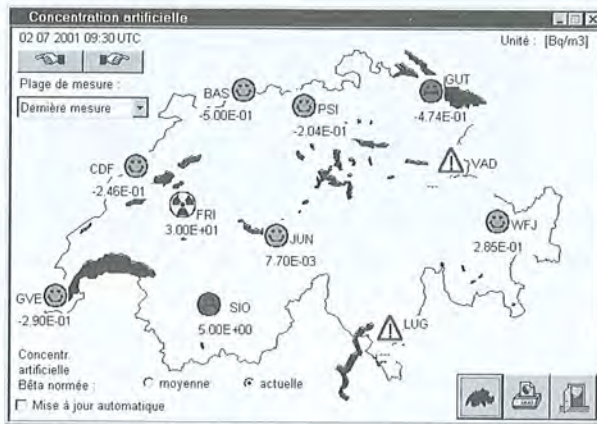 Concentration artificielle
02 07 2001 09:30 UTC
Unité : [Bq/m3]
Plage de mesure :
Dernière mesure
BAS
-5.00E-01
PSI
-2.04E-01
GUT
-4.74E-01
VAD
CDF
-2.46E-01
FRI
3.00E+01
JUN
7.70E-03
WFJ
2.85E-01
GVE
-2.90E-01
SIO
5.00E+00
LUG
Concentr.
artificielle
Bêta normée :
moyenne
actuelle
Mise à jour automatique